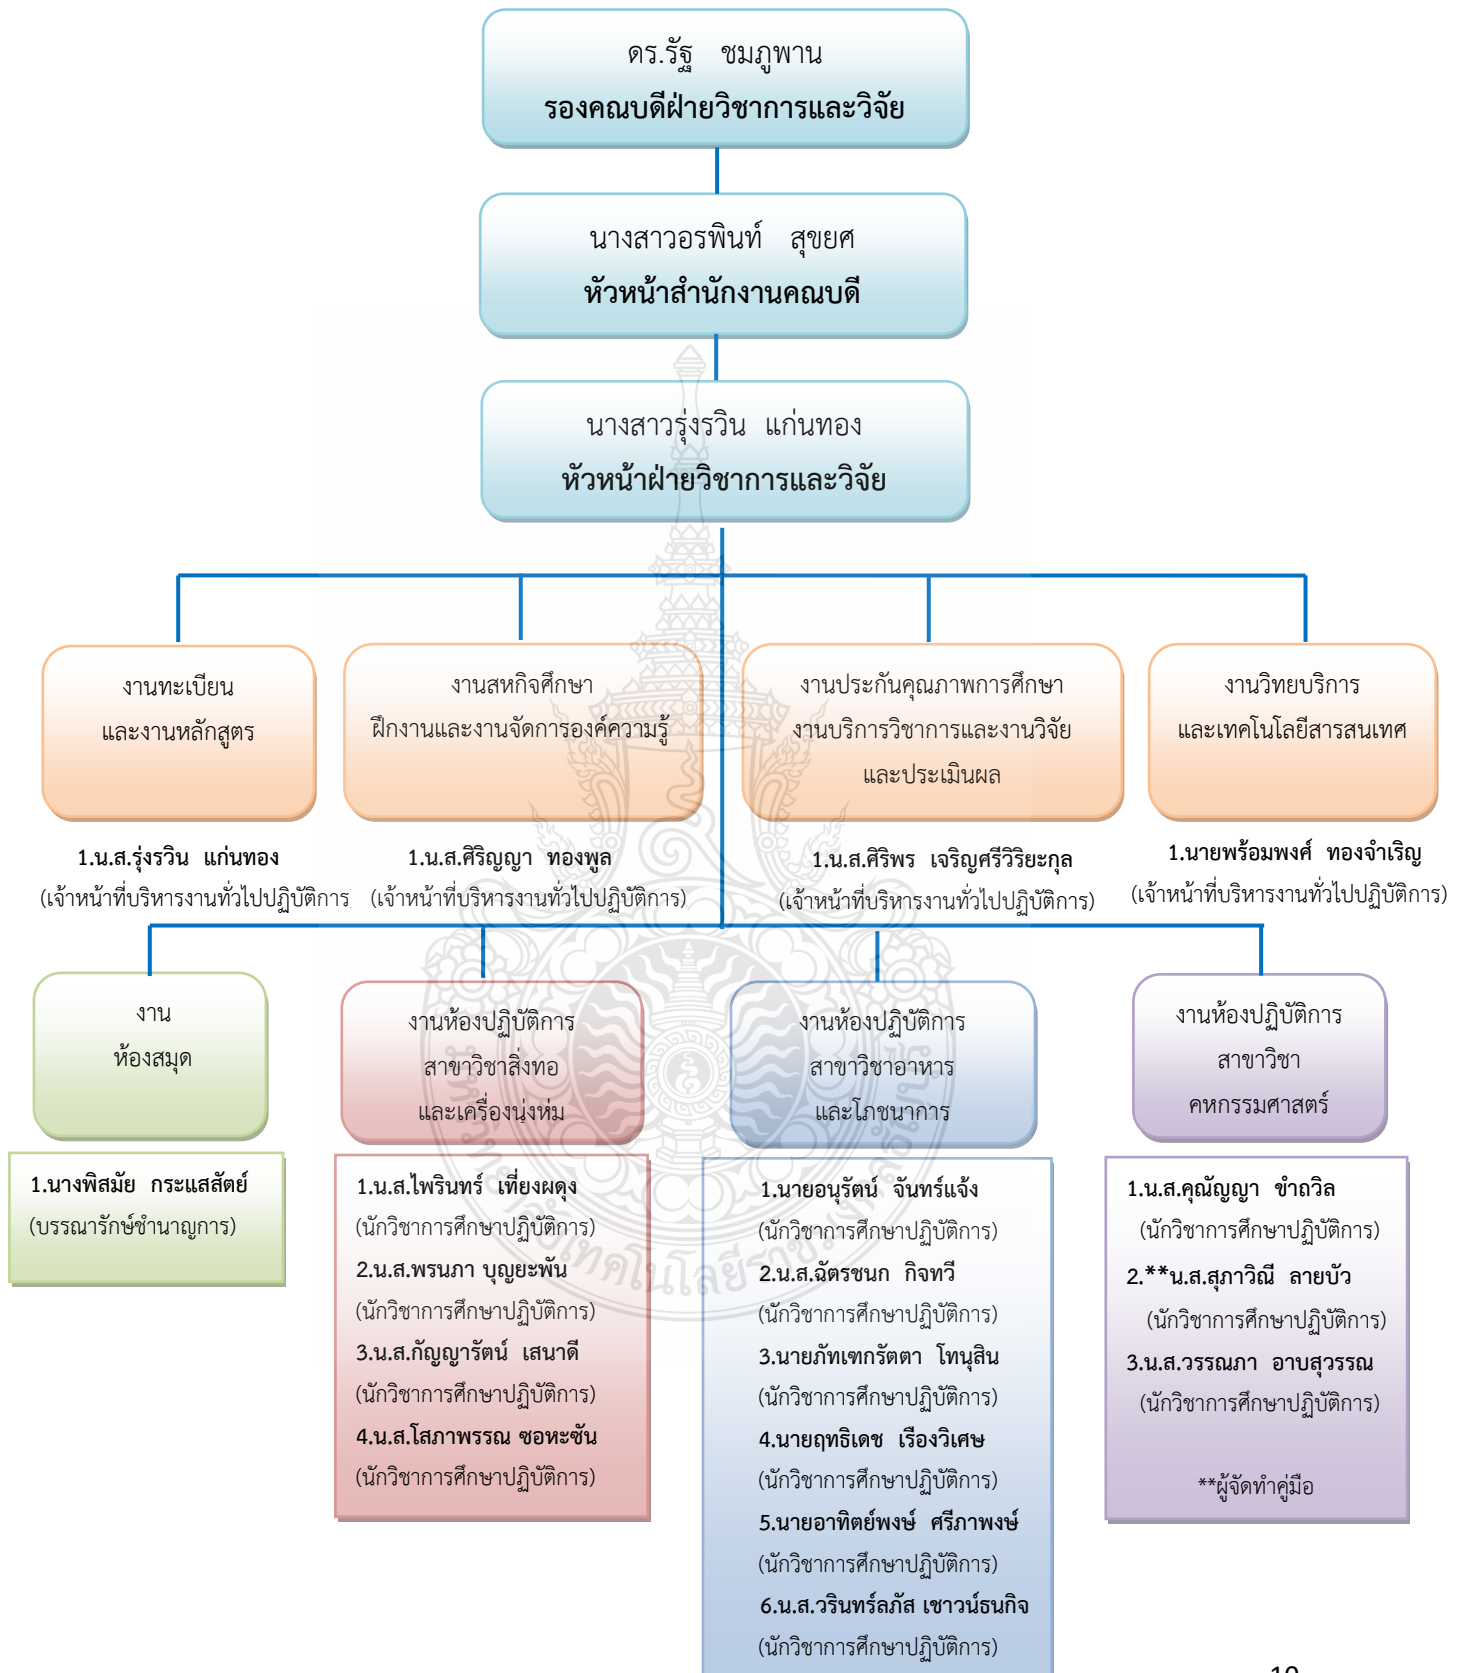 ดร.รัฐ ชมภูพาน
รองคณบดีฝ่ายวิชาการและวิจัย
นางสาวอรพินท์ สุขยศ
หัวหน้าสำนักงานคณบดี
นางสาวรุ่งรวิน แก่นทอง
หัวหน้าฝ่ายวิชาการและวิจัย
งานทะเบียน
และงานหลักสูตร
งานสหกิจศึกษา
ฝึกงานและงานจัดการองค์ความรู้
งานประกันคุณภาพการศึกษา
งานบริการวิชาการและงานวิจัย
และประเมินผล
งานวิทยบริการ
และเทคโนโลยีสารสนเทศ
1.น.ส.รุ่งรวิน แก่นทอง
(เจ้าหน้าที่บริหารงานทั่วไปปฏิบัติการ
1.น.ส.ศิริญญา ทองพูล
(เจ้าหน้าที่บริหารงานทั่วไปปฏิบัติการ)
1.น.ส.ศิริพร เจริญศรีวิริยะกุล
(เจ้าหน้าที่บริหารงานทั่วไปปฏิบัติการ)
1.นายพร้อมพงศ์ ทองจำเริญ
(เจ้าหน้าที่บริหารงานทั่วไปปฏิบัติการ)
งาน
ห้องสมุด
1.นางพิสมัย กระแสสัตย์
(บรรณารักษ์ชำนาญการ)
งานห้องปฏิบัติการ
สาขาวิชาสิ่งทอ
และเครื่องนุ่งห่ม
1.น.ส.ไพรินทร์ เที่ยงผดุง
(นักวิชาการศึกษาปฏิบัติการ)
2.น.ส.พรนภา บุญยะพัน
(นักวิชาการศึกษาปฏิบัติการ)
3.น.ส.กัญญารัตน์ เสนาดี
(นักวิชาการศึกษาปฏิบัติการ)
4.น.ส.โสภาพรรณ ซอหะซัน
(นักวิชาการศึกษาปฏิบัติการ)
งานห้องปฏิบัติการ
สาขาวิชาอาหาร
และโภชนาการ
1.นายอนุรัตน์ จันทร์แจ้ง
(นักวิชาการศึกษาปฏิบัติการ)
2.น.ส.ฉัตรชนก กิจทวี
(นักวิชาการศึกษาปฏิบัติการ)
3.นายภัทเฑกรัตตา โทนุสิน
(นักวิชาการศึกษาปฏิบัติการ)
4.นายฤทธิเดช เรืองวิเศษ
(นักวิชาการศึกษาปฏิบัติการ)
5.นายอาทิตย์พงษ์ ศรีภาพงษ์
(นักวิชาการศึกษาปฏิบัติการ)
6.น.ส.วรินทร์ลภัส เชาวน์ธนกิจ
(นักวิชาการศึกษาปฏิบัติการ)
งานห้องปฏิบัติการ
สาขาวิชา
คหกรรมศาสตร์
1.น.ส.คุณัญญา ขำถวิล
(นักวิชาการศึกษาปฏิบัติการ)
2.**น.ส.สุภาวิณี ลายบัว
(นักวิชาการศึกษาปฏิบัติการ)
3.น.ส.วรรณภา อาบสุวรรณ
(นักวิชาการศึกษาปฏิบัติการ)
**ผู้จัดทำคู่มือ